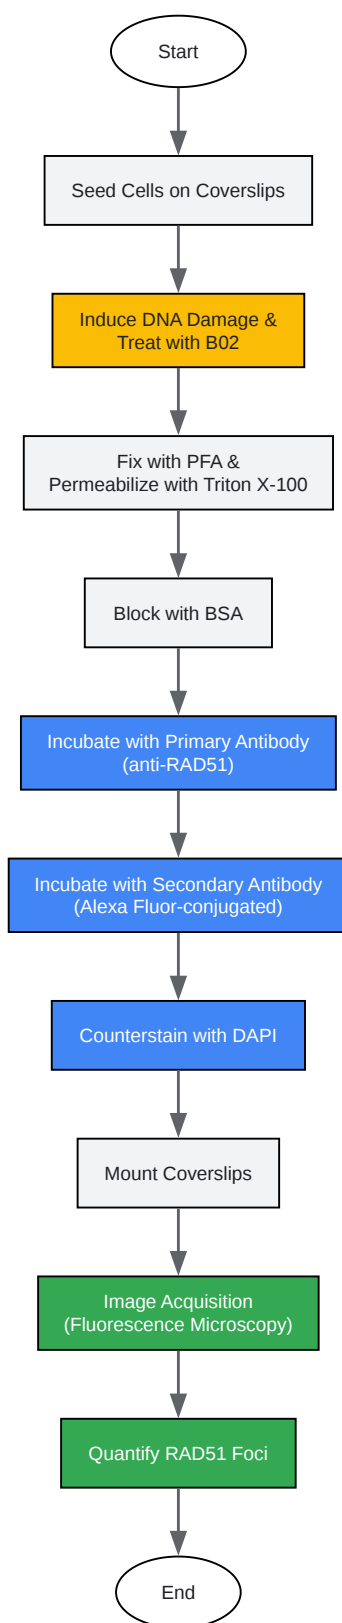 Start
Seed Cells on Coverslips
Induce DNA Damage &
Treat with B02
Fix with PFA &
Permeabilize with Triton X-100
Block with BSA
Incubate with Primary Antibody
(anti-RAD51)
Incubate with Secondary Antibody
(Alexa Fluor-conjugated)
Counterstain with DAPI
Mount Coverslips
Image Acquisition
(Fluorescence Microscopy)
Quantify RAD51 Foci
End